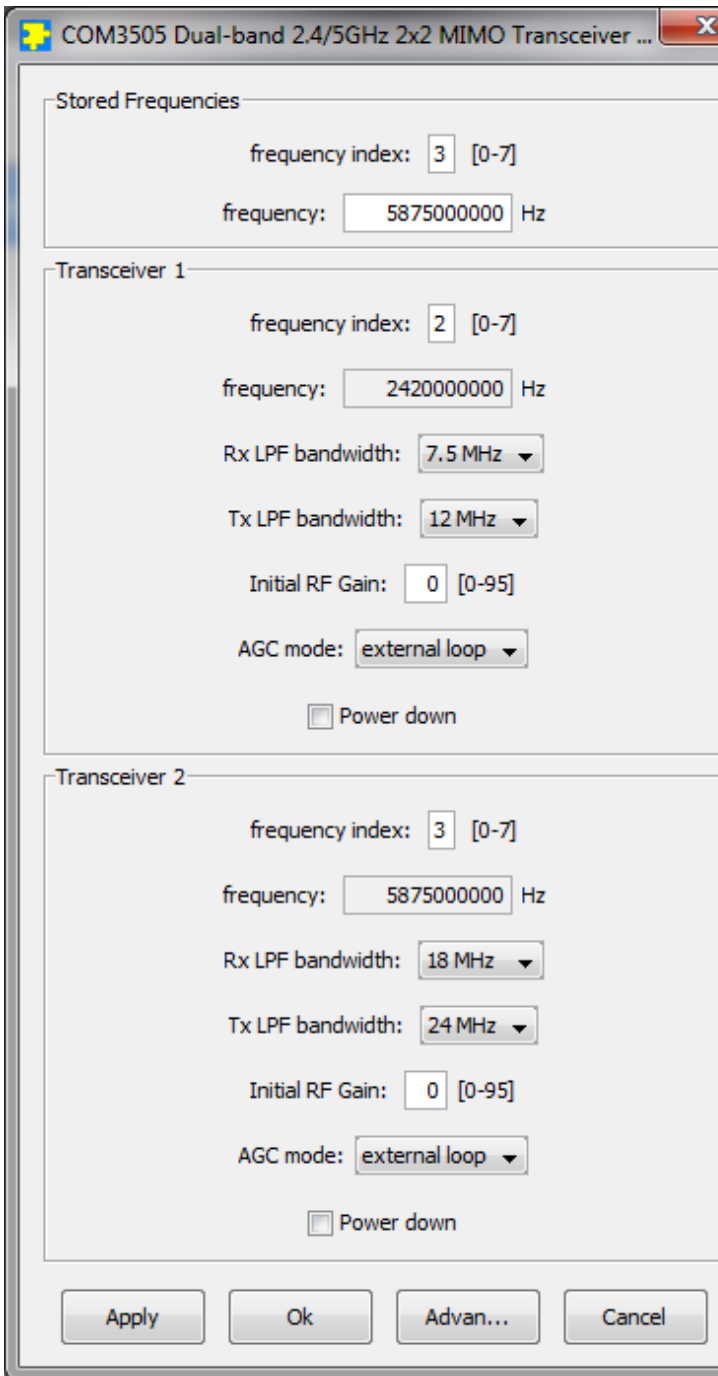 COM3505 Dual-band 2.4/5GHz 2x2 MIMO Transceiver ...
Stored Frequencies
frequency index: 3 [0-7]
frequency: 5875000000 Hz
Transceiver 1
frequency index: 2 [0-7]
frequency: 2420000000 Hz
Rx LPF bandwidth: 7.5 MHz
Tx LPF bandwidth: 12 MHz
Initial RF Gain: 0 [0-95]
AGC mode: external loop
Power down
Transceiver 2
frequency index: 3 [0-7]
frequency: 5875000000 Hz
Rx LPF bandwidth: 18 MHz
Tx LPF bandwidth: 24 MHz
Initial RF Gain: 0 [0-95]
AGC mode: external loop
Power down
Apply Ok Advan... Cancel